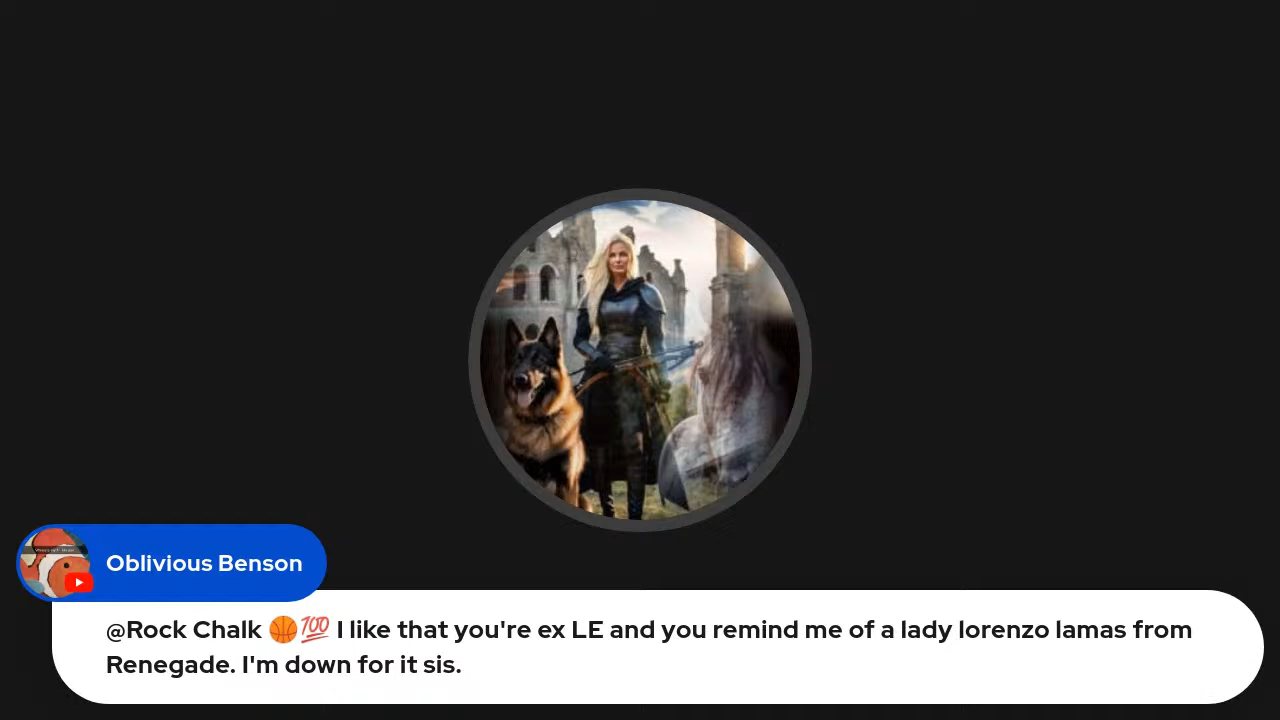 Oblivious Benson
@Rock Chalk 🏀💯 I like that you're ex LE and you remind me of a lady lorenzo lamas from
Renegade. I'm down for it sis.